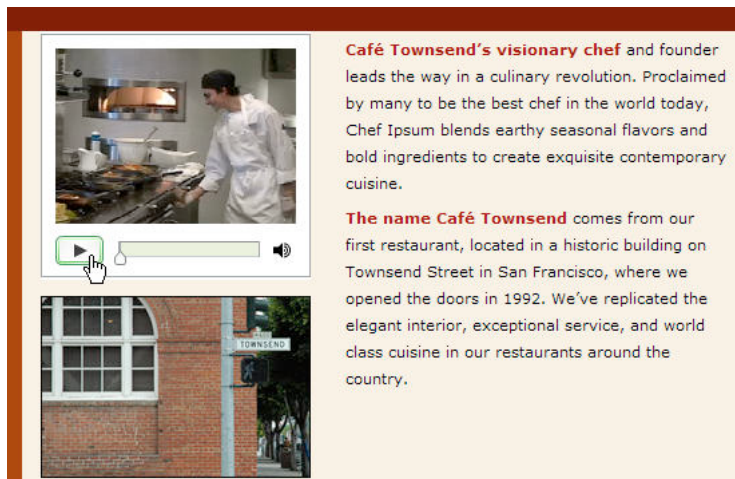 Café Townsend's visionary chef and founder
leads the way in a culinary revolution. Proclaimed
by many to be the best chef in the world today,
Chef Ipsum blends earthy seasonal flavors and
bold ingredients to create exquisite contemporary
cuisine.
The name Café Townsend comes from our
first restaurant, located in a historic building on
Townsend Street in San Francisco, where we
opened the doors in 1992. We've replicated the
elegant interior, exceptional service, and world
class cuisine in our restaurants around the
country.
TOWNSEND